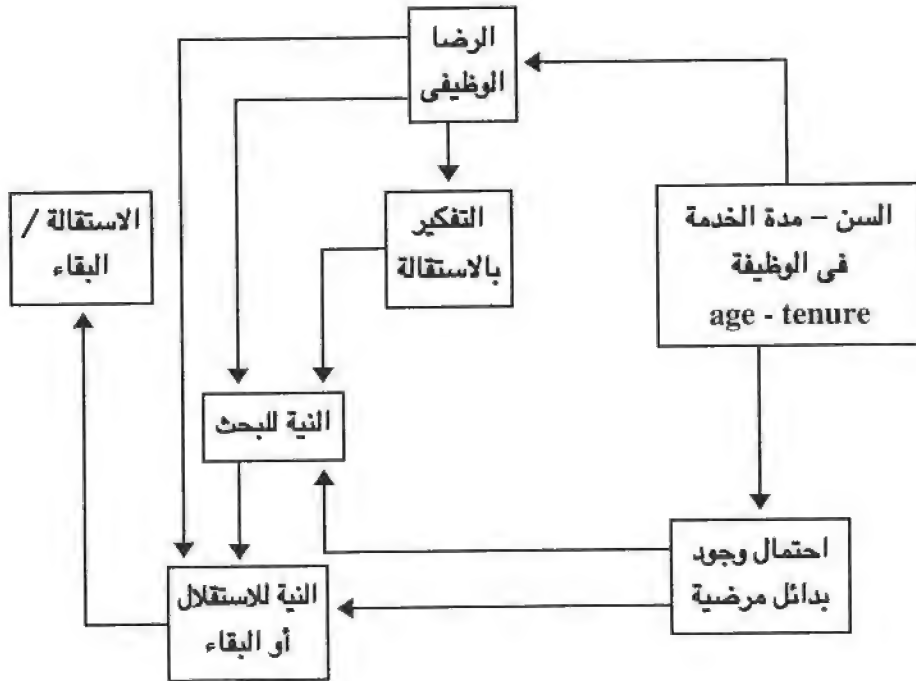 الرضا
الوظيفى
السن – مدة الخدمة
فى الوظيفة
age - tenure
التفكير
بالاستقالة
الاستقالة /
البقاء
النية للبحث
احتمال وجود
بدائل مرضية
النية للاستقلال
أو البقاء